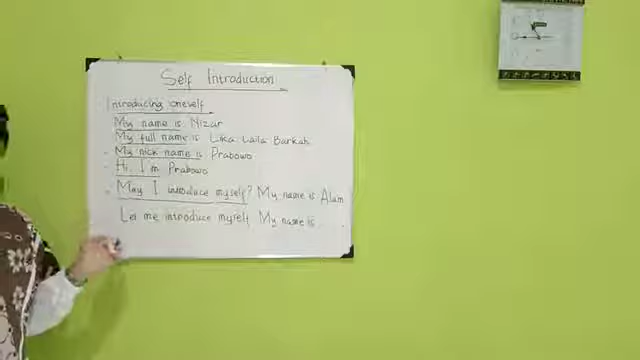 Self Introduction
Introducing oneself
My name is Nizar
My full name is Lika Laila Barkah
- My nick name is Prabowo
- Hi, I'm Prabowo
- May I introduce myself? My name is Alam
Let me introduce myself. My name is